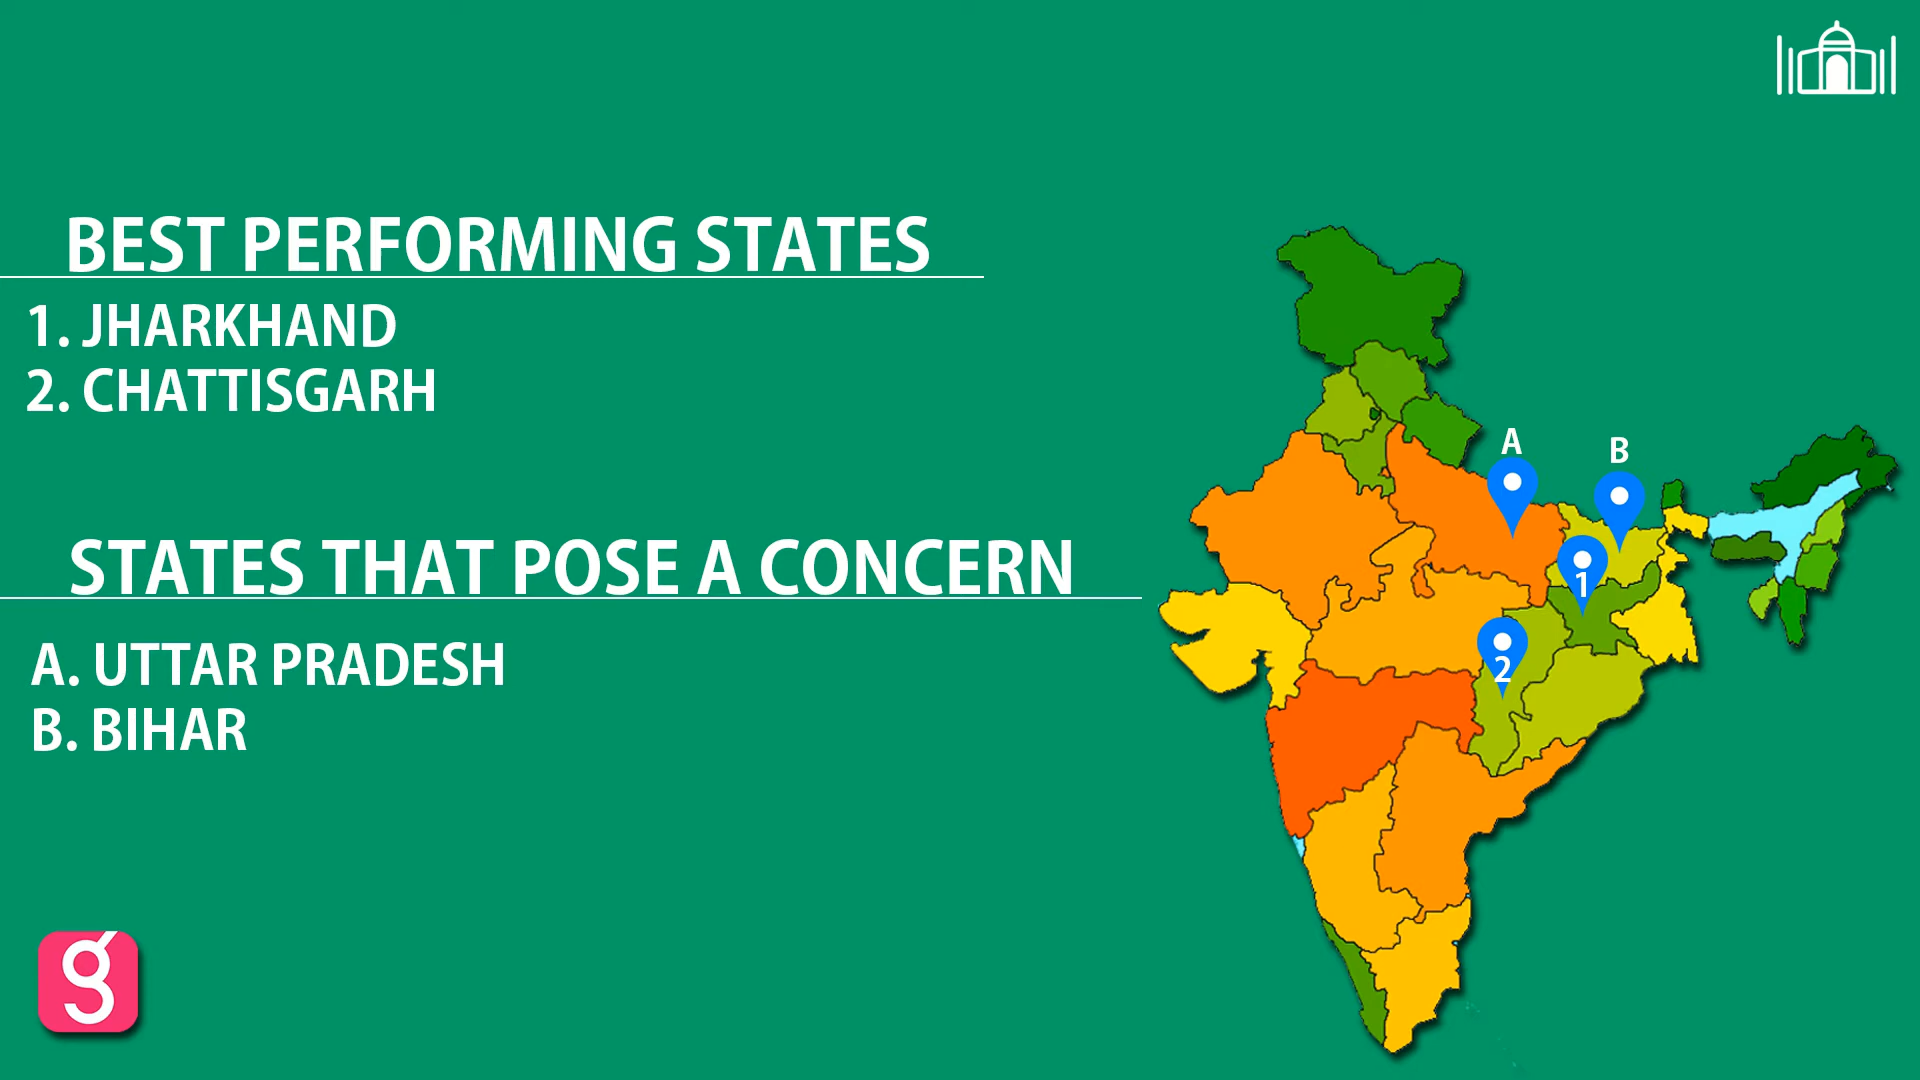 BEST PERFORMING STATES
1. JHARKHAND
2. CHATTISGARH
STATES THAT POSE A CONCERN
A. UTTAR PRADESH
B. BIHAR
A
B
1
2
g